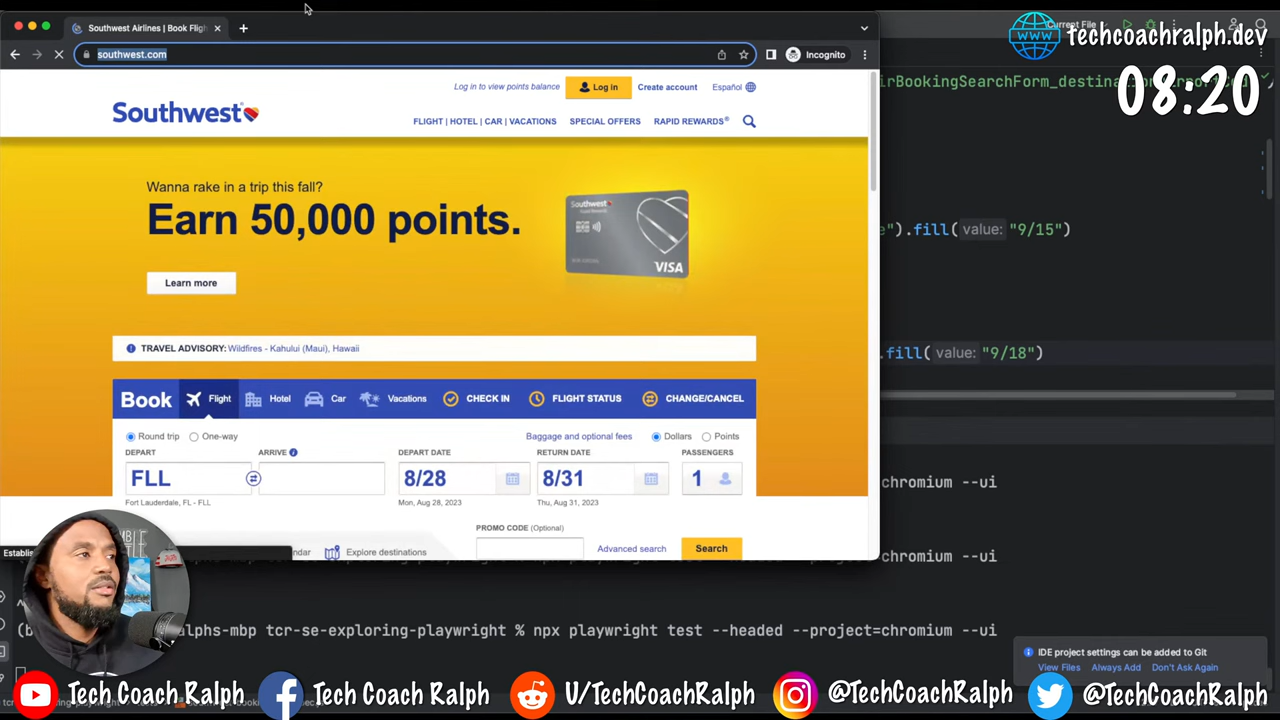 Southwest Airlines | Book Fligh
Current File
southwest.com
Incognito
WWW
techcoachralph.dev
08:20
Log in to view points balance
Log in
Create account
Español
Southwest
FLIGHT | HOTEL | CAR | VACATIONS
SPECIAL OFFERS
RAPID REWARDS®
Wanna rake in a trip this fall?
Earn 50,000 points.
Learn more
Southwest
VISA
irBookingSearchForm_destina
").fill( value: "9/15")
.fill( value: "9/18")
TRAVEL ADVISORY: Wildfires - Kahului (Maui), Hawaii
Book
Flight
Hotel
Car
Vacations
CHECK IN
FLIGHT STATUS
CHANGE/CANCEL
Round trip
One-way
Baggage and optional fees
Dollars
Points
DEPART
ARRIVE
DEPART DATE
RETURN DATE
PASSENGERS
FLL
8/28
8/31
1
Fort Lauderdale, FL - FLL
Mon, Aug 28, 2023
Thu, Aug 31, 2023
PROMO CODE (Optional)
Advanced search
Search
Explore destinations
chromium --ui
chromium --ui
alphs-mbp tcr-se-exploring-playwright % npx playwright test --headed --project=chromium --ui
IDE project settings can be added to Git
View Files Always Add Don't Ask Again
Tech Coach Ralph
Tech Coach Ralph
U/TechCoachRalph
@TechCoachRalph
@TechCoachRalph